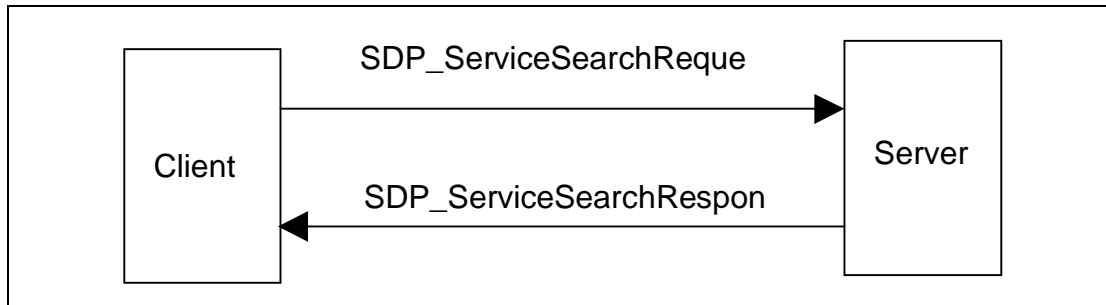 SDP_ServiceSearchReque
Client
Server
SDP_ServiceSearchRespon